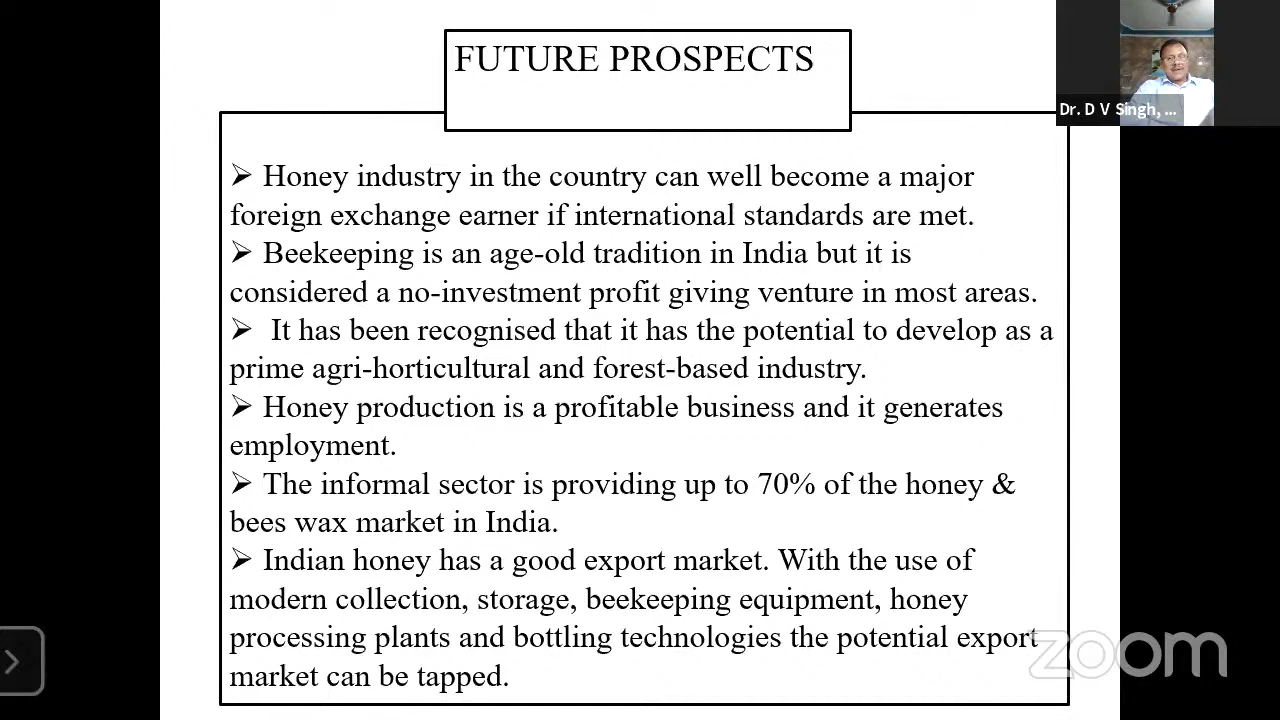 FUTURE PROSPECTS
Dr. D V Singh, ...
➤ Honey industry in the country can well become a major
foreign exchange earner if international standards are met.
➤ Beekeeping is an age-old tradition in India but it is
considered a no-investment profit giving venture in most areas.
➤ It has been recognised that it has the potential to develop as a
prime agri-horticultural and forest-based industry.
➤ Honey production is a profitable business and it generates
employment.
➤ The informal sector is providing up to 70% of the honey &
bees wax market in India.
➤ Indian honey has a good export market. With the use of
modern collection, storage, beekeeping equipment, honey
processing plants and bottling technologies the potential export
market can be tapped.
zoom